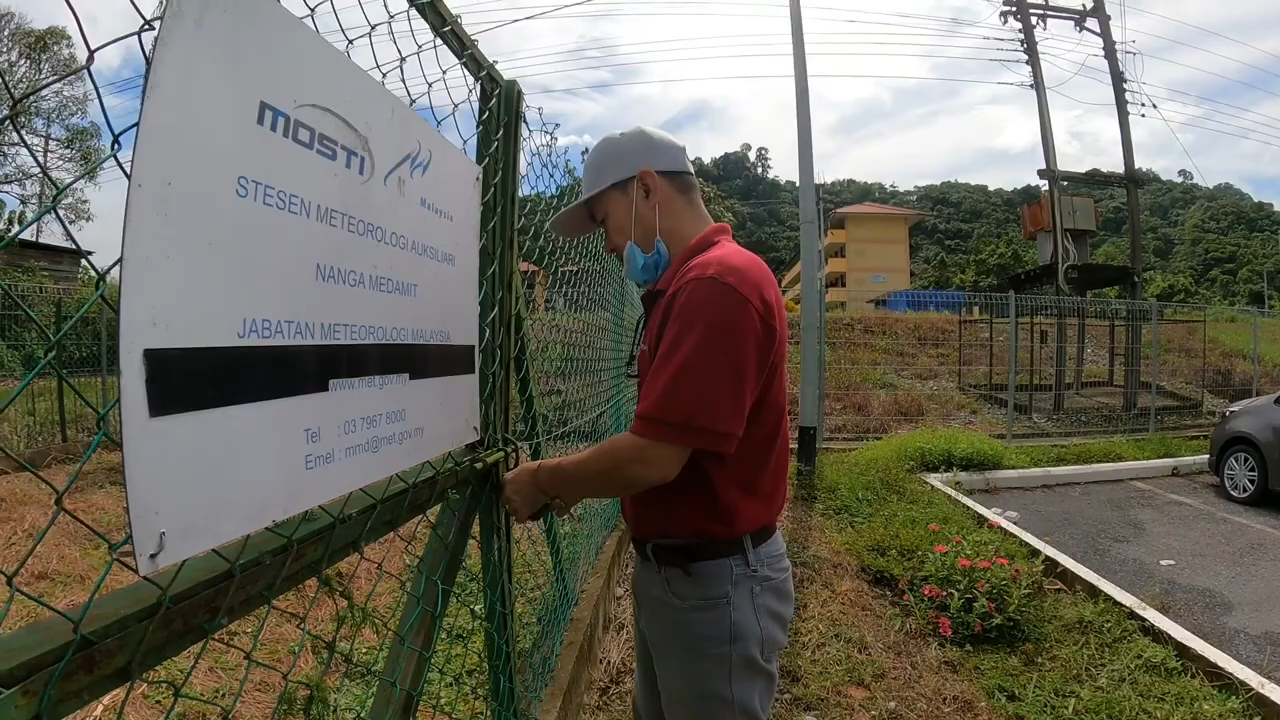 MOSTI
Malaysia
STESEN METEOROLOGI AUKSILIARI
NANGA MEDAMIT
JABATAN METEOROLOGI MALAYSIA
www.met.gov.my
Tel : 03 7967 8000
Emel : mmd@met.gov.my